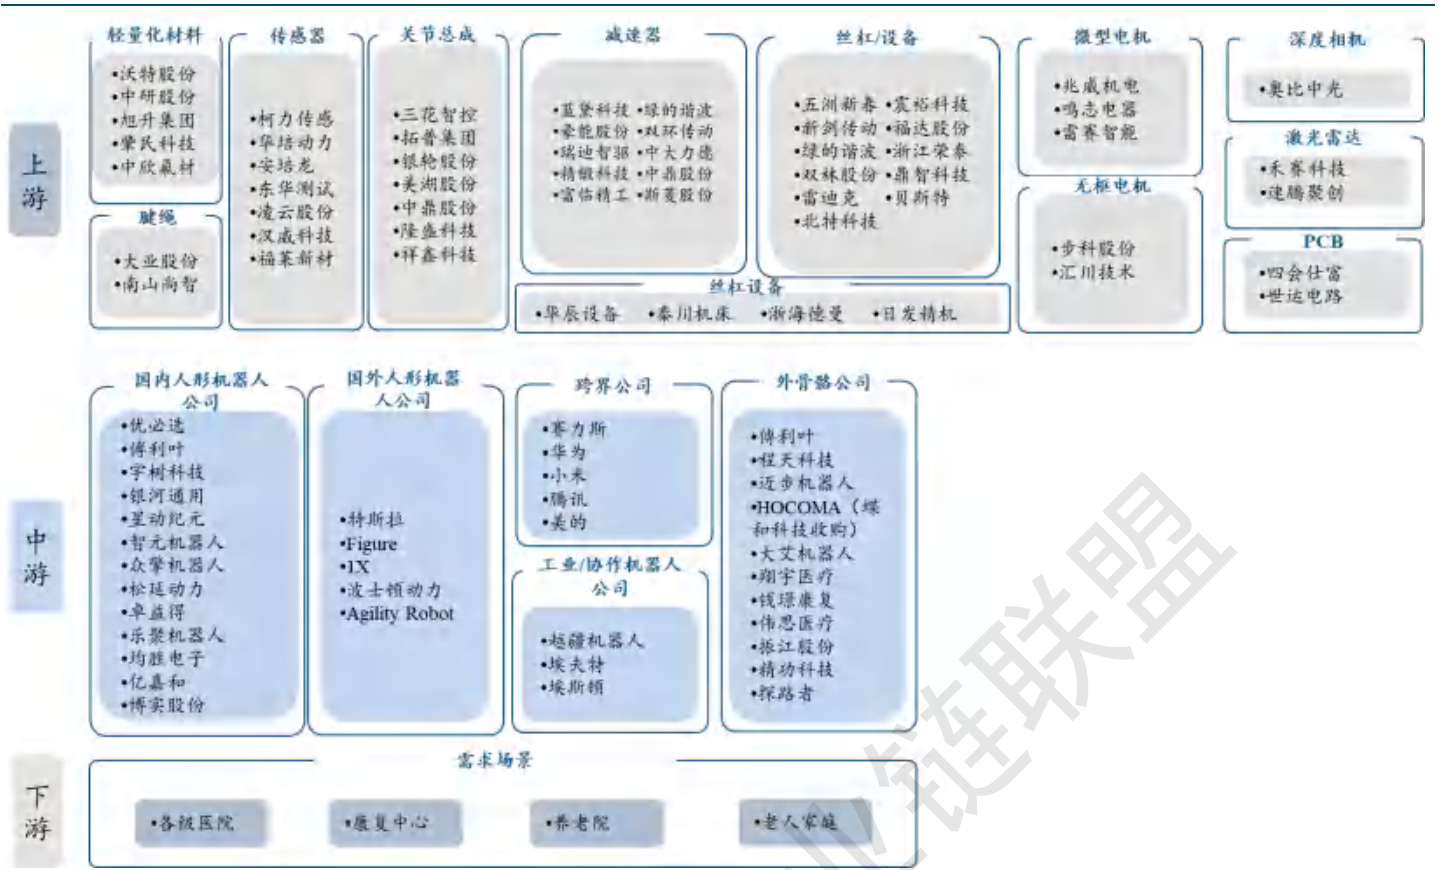 上游
轻量化材料
•沃特股份
•中研股份
•旭升集团
•肇民科技
•中欣氟材
腱绳
•大业股份
•南山尚智
传感器
•柯力传感
•华培动力
•安培龙
•东华测试
•凌云股份
•汉威科技
•福莱新材
关节总成
•三花智控
•拓普集团
•银轮股份
•美湖股份
•中鼎股份
•隆盛科技
•祥鑫科技
减速器
•蓝黛科技 •绿的谐波
•豪能股份 •双环传动
•瑞迪智驱 •中大力德
•精锻科技 •中鼎股份
•富临精工 •斯菱股份
丝杠/设备
•五洲新春 •震裕科技
•新剑传动 •福达股份
•绿的谐波 •浙江荣泰
•双林股份 •鼎智科技
•雷迪克 •贝斯特
•北特科技
丝杠设备
•华辰设备 •秦川机床 •浙海德曼 •日发精机
微型电机
•兆威机电
•鸣志电器
•雷赛智能
无框电机
•步科股份
•汇川技术
深度相机
•奥比中光
激光雷达
•禾赛科技
•速腾聚创
PCB
•四会仕富
•世运电路
中游
国内人形机器人
公司
•优必选
•傅利叶
•宇树科技
•银河通用
•星动纪元
•智元机器人
•众擎机器人
•松延动力
•卓益得
•乐聚机器人
•均胜电子
•亿嘉和
•博实股份
国外人形机器
人公司
•特斯拉
•Figure
•1X
•波士顿动力
•Agility Robot
跨界公司
•赛力斯
•华为
•小米
•腾讯
•美的
工业/协作机器人
公司
•越疆机器人
•埃夫特
•埃斯顿
外骨骼公司
•傅利叶
•程天科技
•迈步机器人
•HOCOMA（蝶
和科技收购）
•大艾机器人
•翔宇医疗
•钱璟康复
•伟思医疗
•振江股份
•精功科技
•探路者
下游
需求场景
•各级医院 •康复中心 •养老院 •老人家庭
链联盟